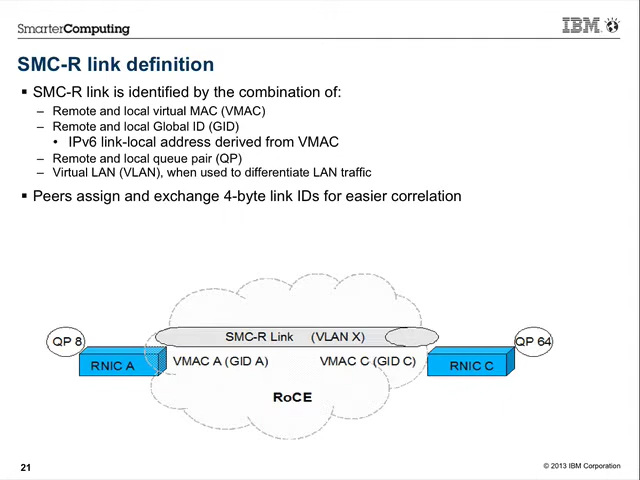 SmarterComputing
IBM
SMC-R link definition
▪ SMC-R link is identified by the combination of:
– Remote and local virtual MAC (VMAC)
– Remote and local Global ID (GID)
• IPv6 link-local address derived from VMAC
– Remote and local queue pair (QP)
– Virtual LAN (VLAN), when used to differentiate LAN traffic
▪ Peers assign and exchange 4-byte link IDs for easier correlation
SMC-R Link (VLAN X)
QP 8
QP 64
VMAC A (GID A)
VMAC C (GID C)
RNIC A
RNIC C
RoCE
21
© 2013 IBM Corporation